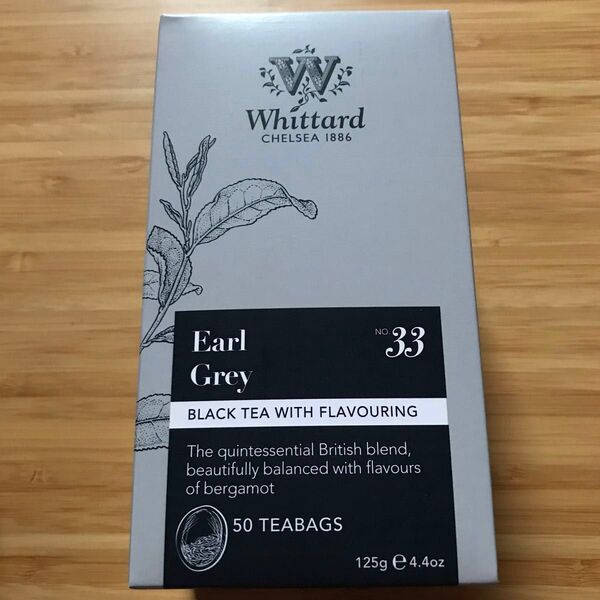 W
Whittard
CHELSEA 1886
Earl
Grey
NO. 33
BLACK TEA WITH FLAVOURING
The quintessential British blend,
beautifully balanced with flavours
of bergamot
50 TEABAGS
125g ℮ 4.4oz